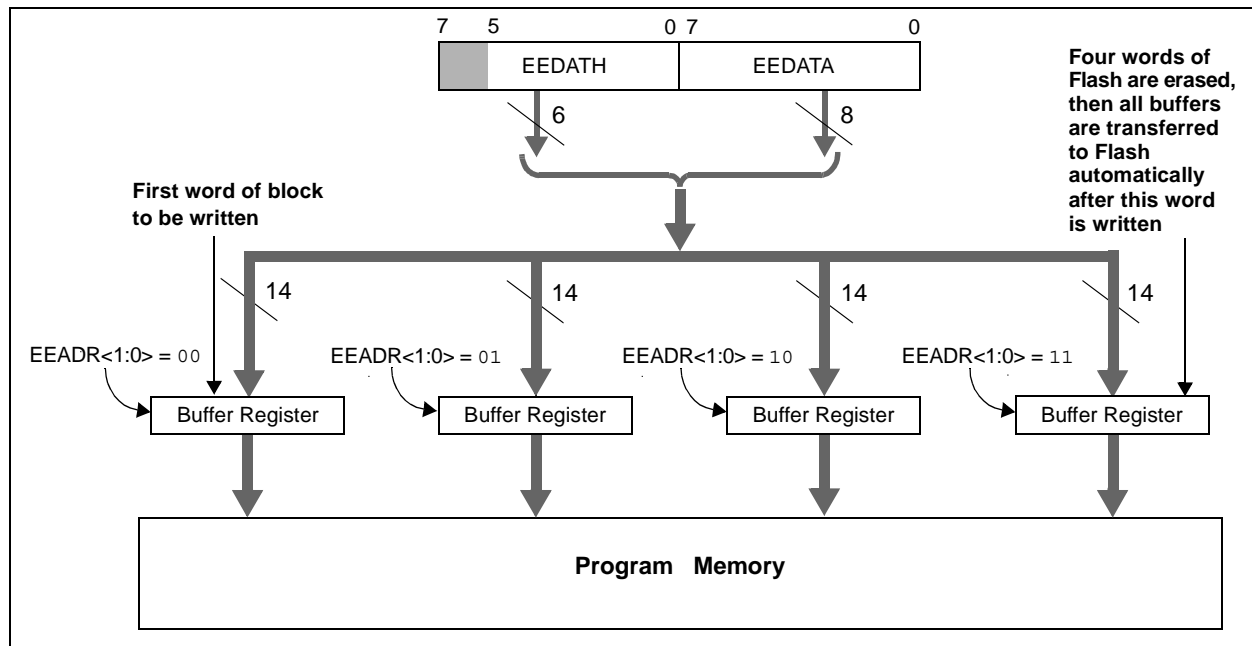 7 5 0 7 0
EEDATH EEDATA
6 8
Four words of
Flash are erased,
then all buffers
are transferred
to Flash
automatically
after this word
is written
First word of block
to be written
14 14 14 14
EEADR<1:0> = 00 EEADR<1:0> = 01 EEADR<1:0> = 10 EEADR<1:0> = 11
Buffer Register Buffer Register Buffer Register Buffer Register
Program Memory